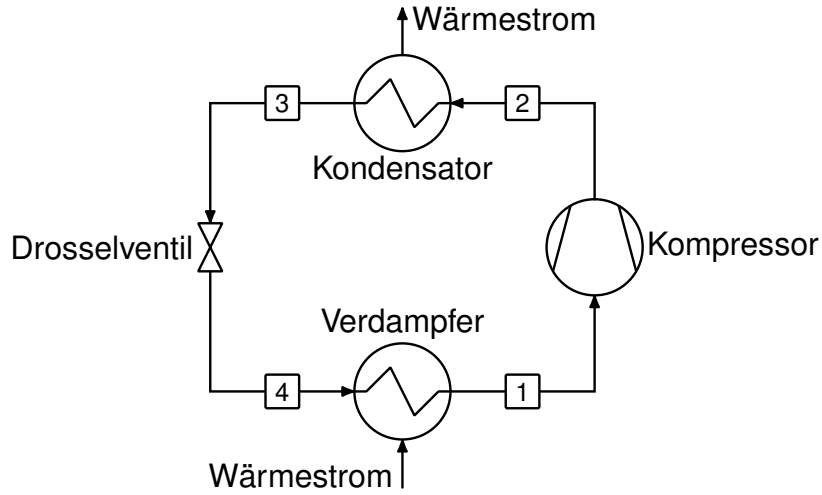 Wärmestrom
3
2
Kondensator
Drosselventil
Kompressor
Verdampfer
4
1
Wärmestrom